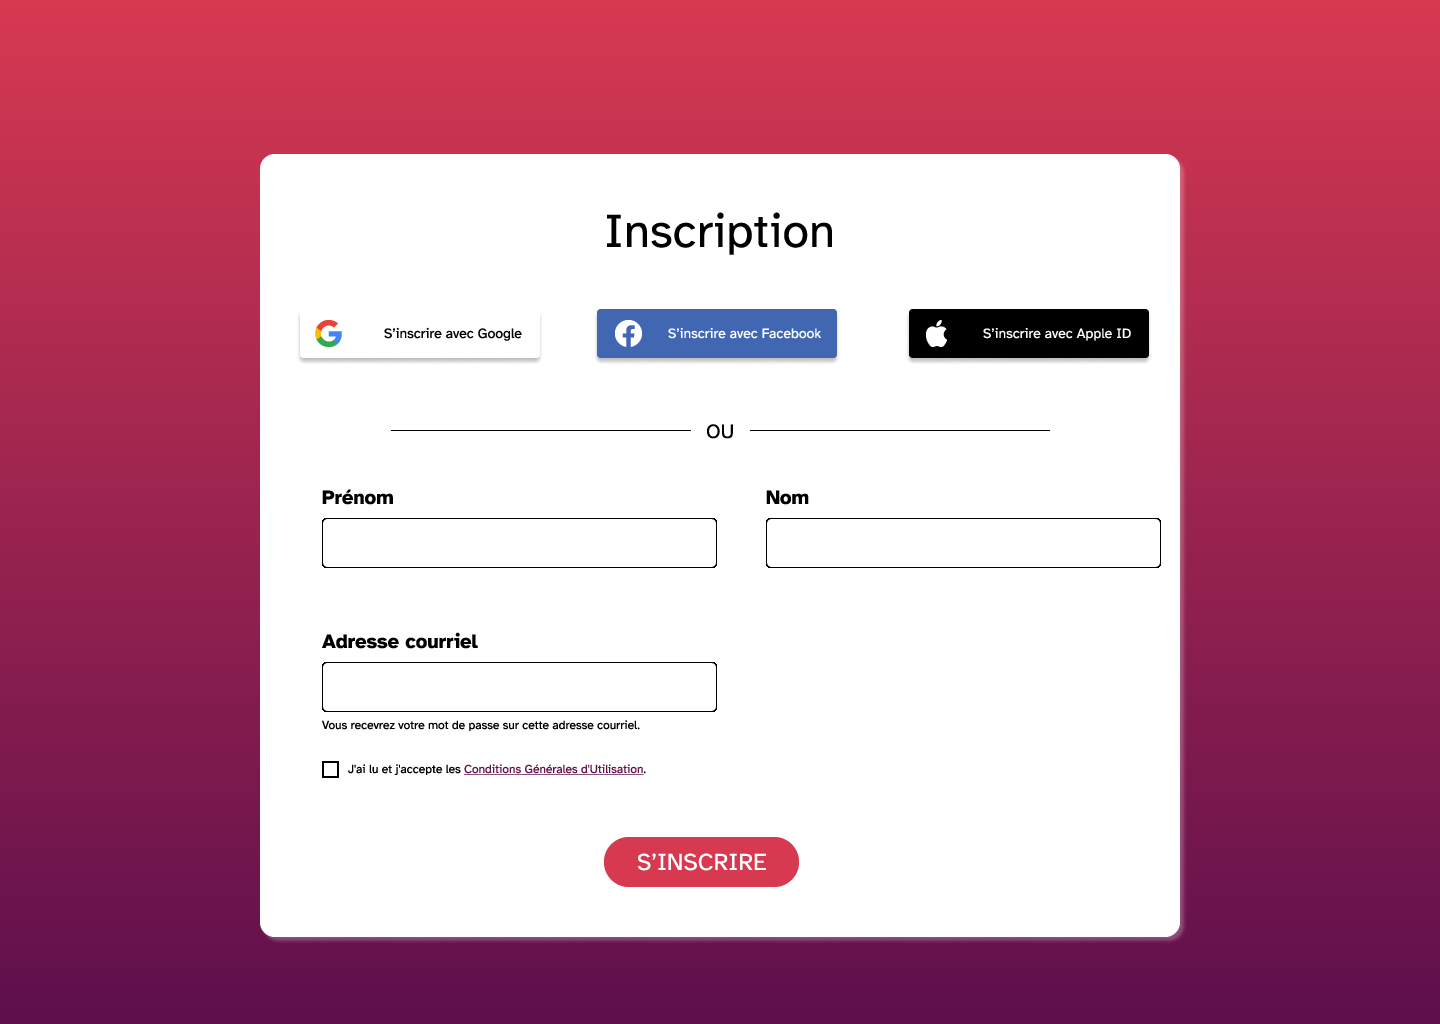 Inscription
S’inscrire avec Google
S’inscrire avec Facebook
S’inscrire avec Apple ID
OU
Prénom
Nom
Adresse courriel
Vous recevrez votre mot de passe sur cette adresse courriel.
J'ai lu et j'accepte les Conditions Générales d'Utilisation.
S’INSCRIRE